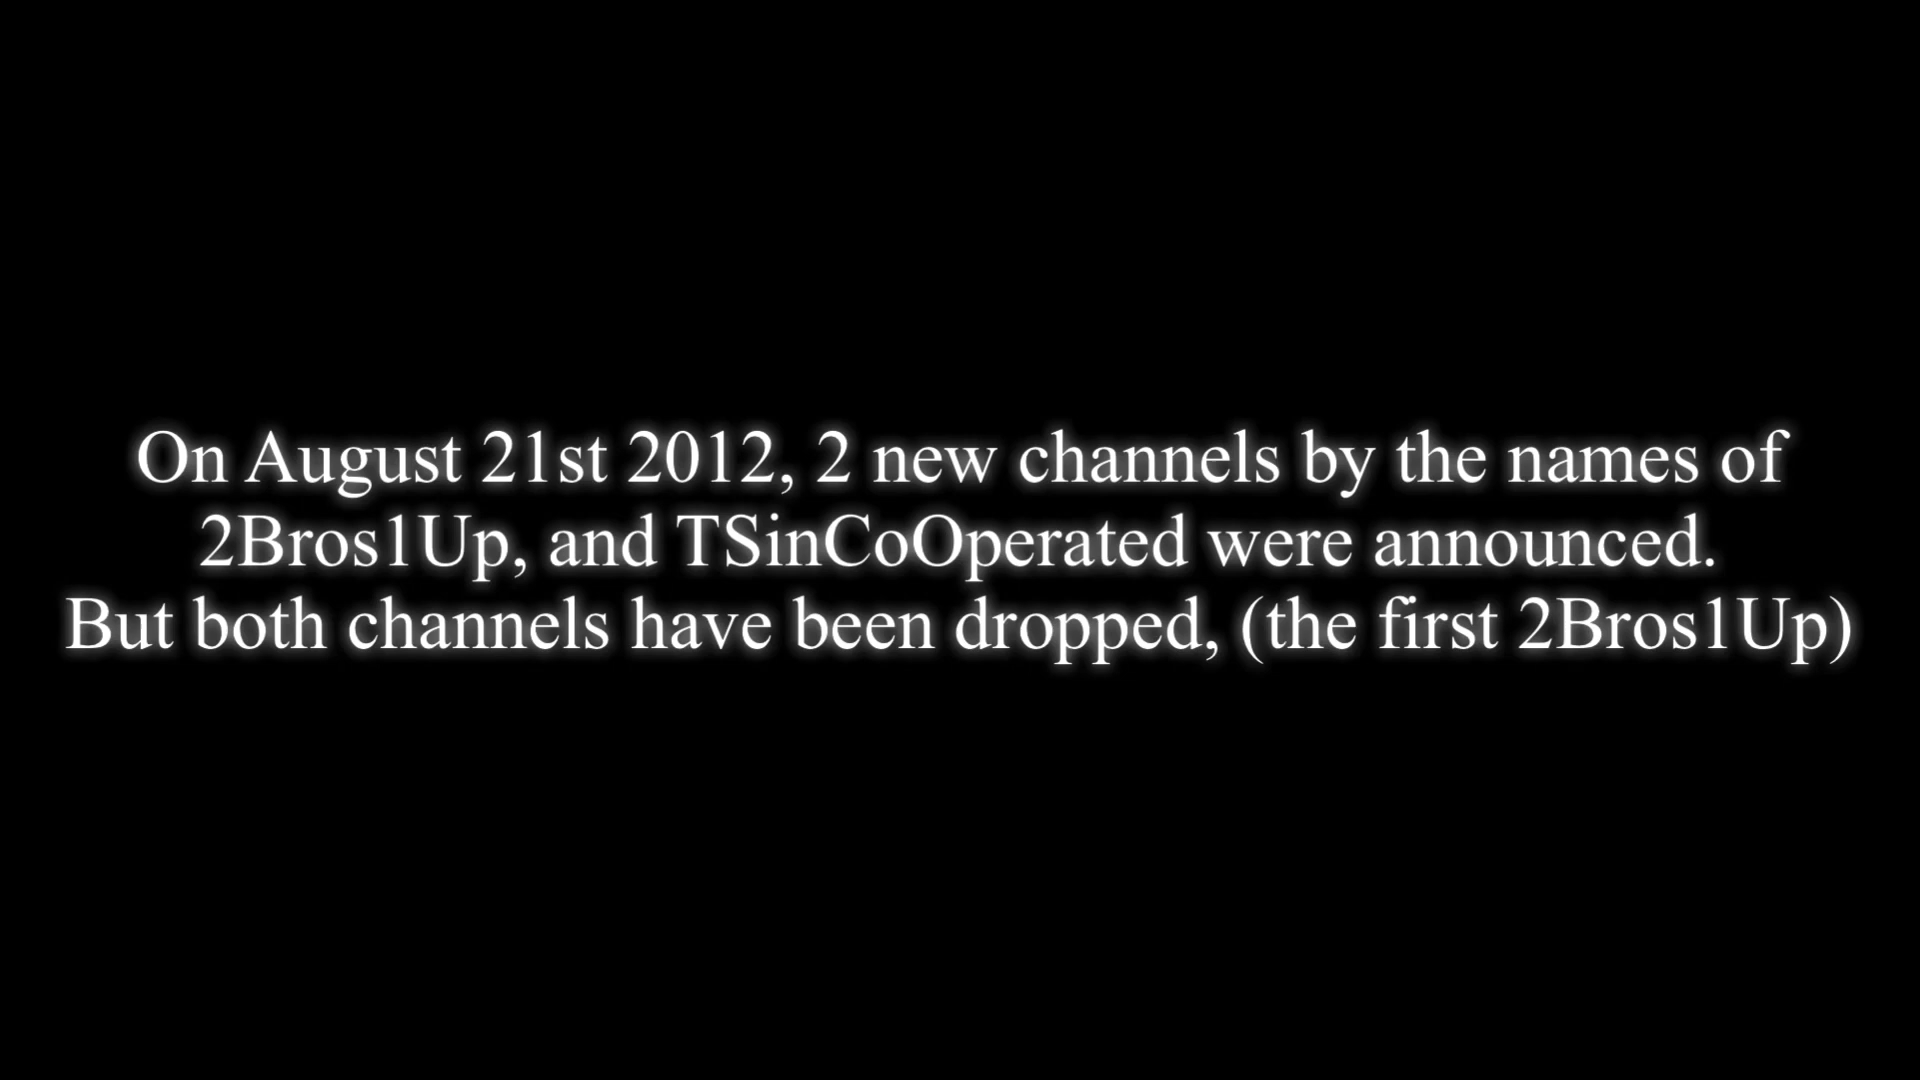 On August 21st 2012, 2 new channels by the names of
2Bros1Up, and TSinCoOperated were announced.
But both channels have been dropped, (the first 2Bros1Up)